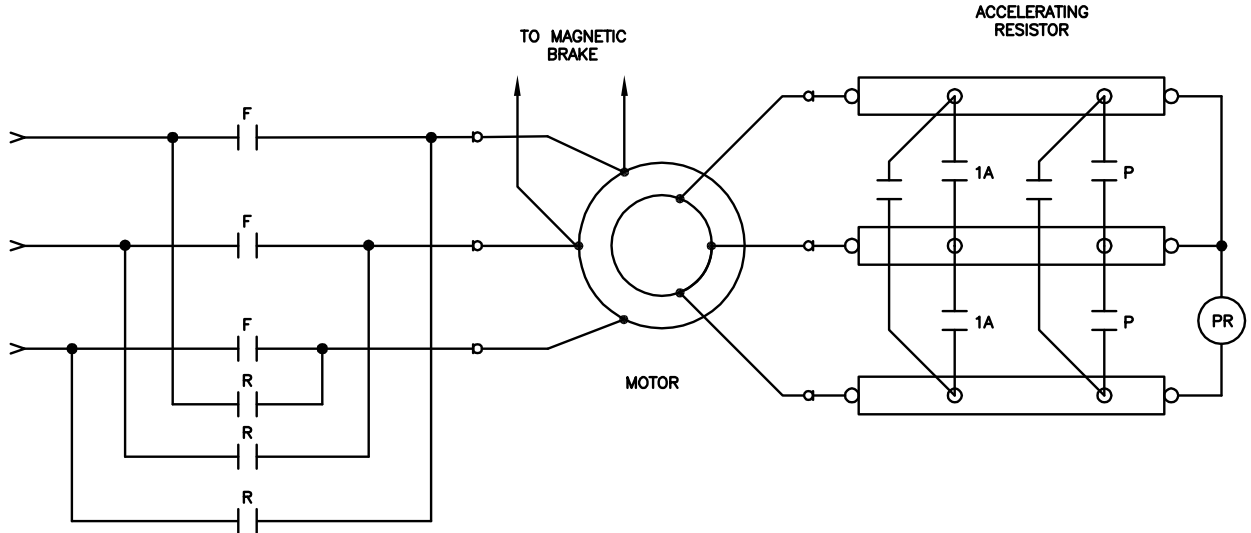 ACCELERATING
RESISTOR
TO MAGNETIC
BRAKE
F
1A
P
F
F
1A
P
PR
R
MOTOR
R
R